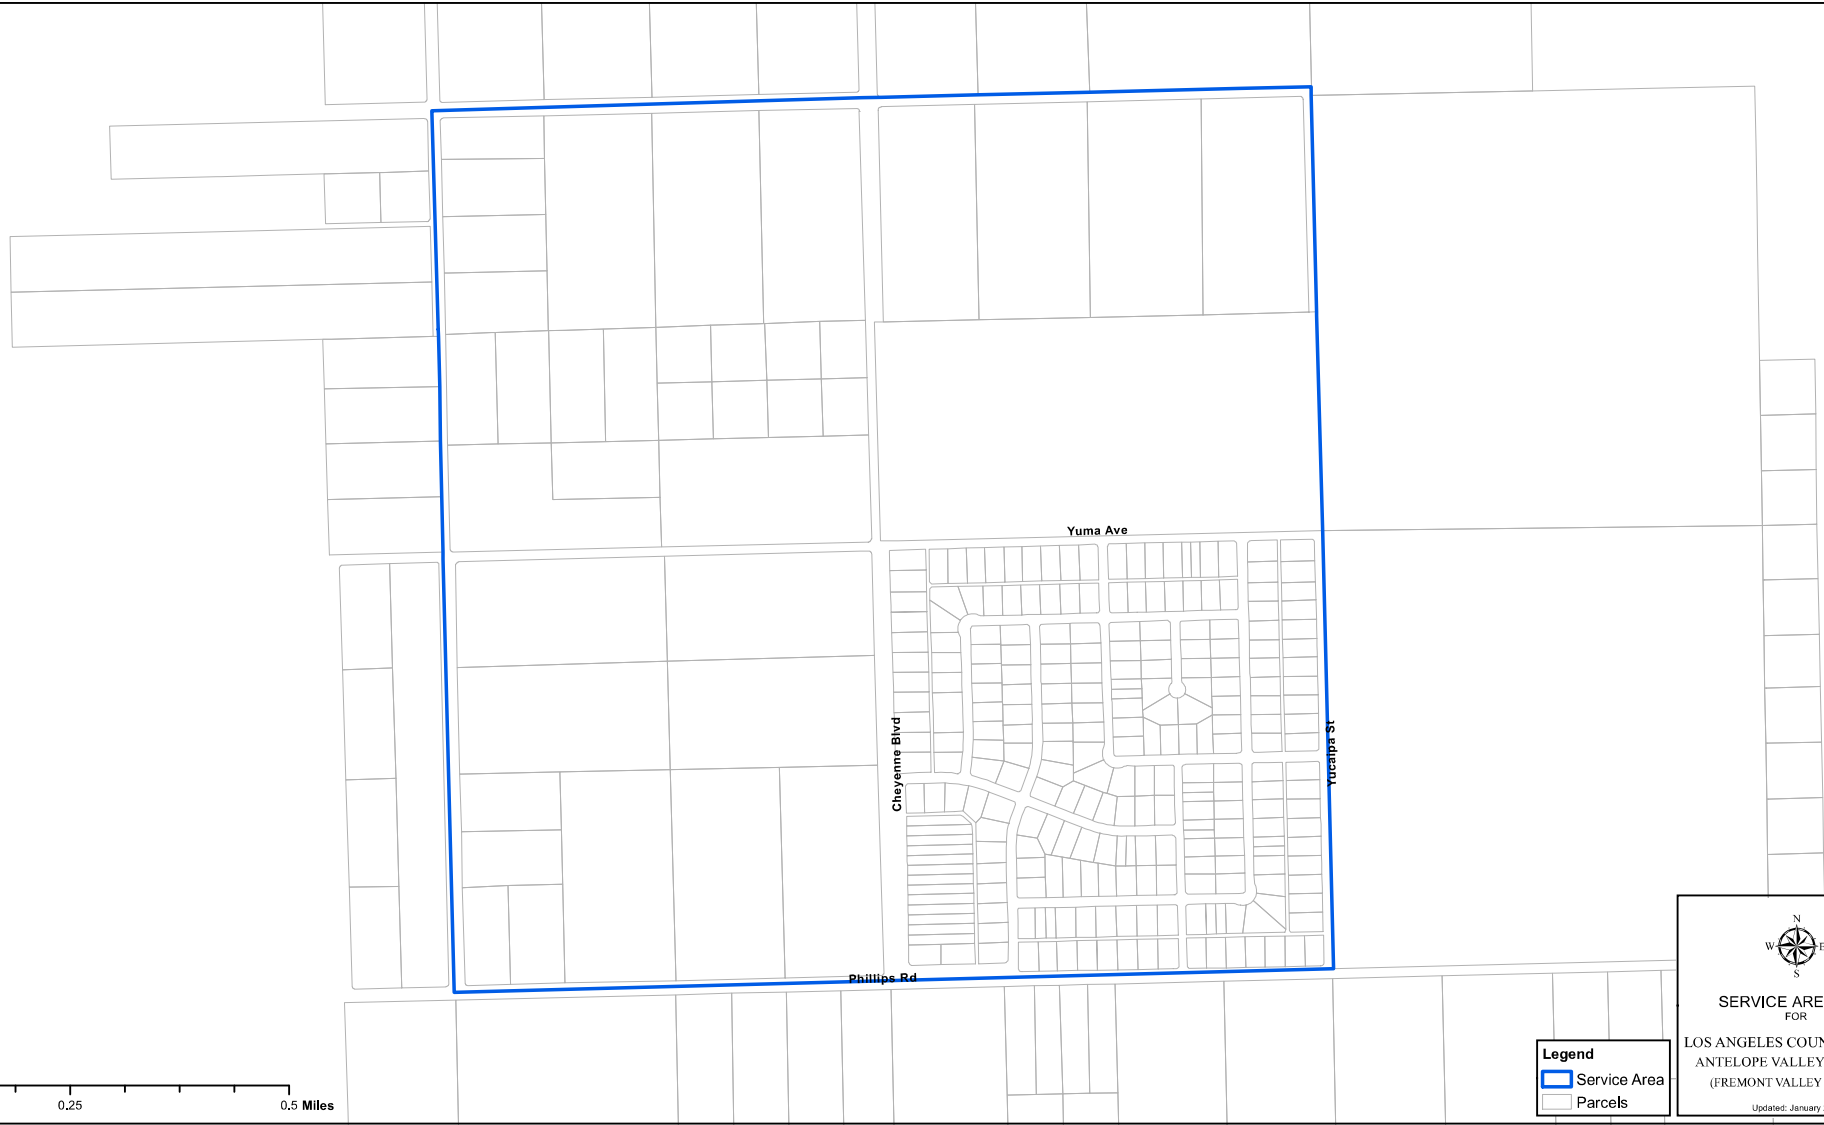 Yuma Ave
Cheyenne Blvd
Yucaipa St
Phillips Rd
0.25
0.5 Miles
Legend
Service Area
Parcels
N
W
S
SERVICE ARE
FOR
LOS ANGELES COUN
ANTELOPE VALLEY
(FREMONT VALLEY
Updated: January